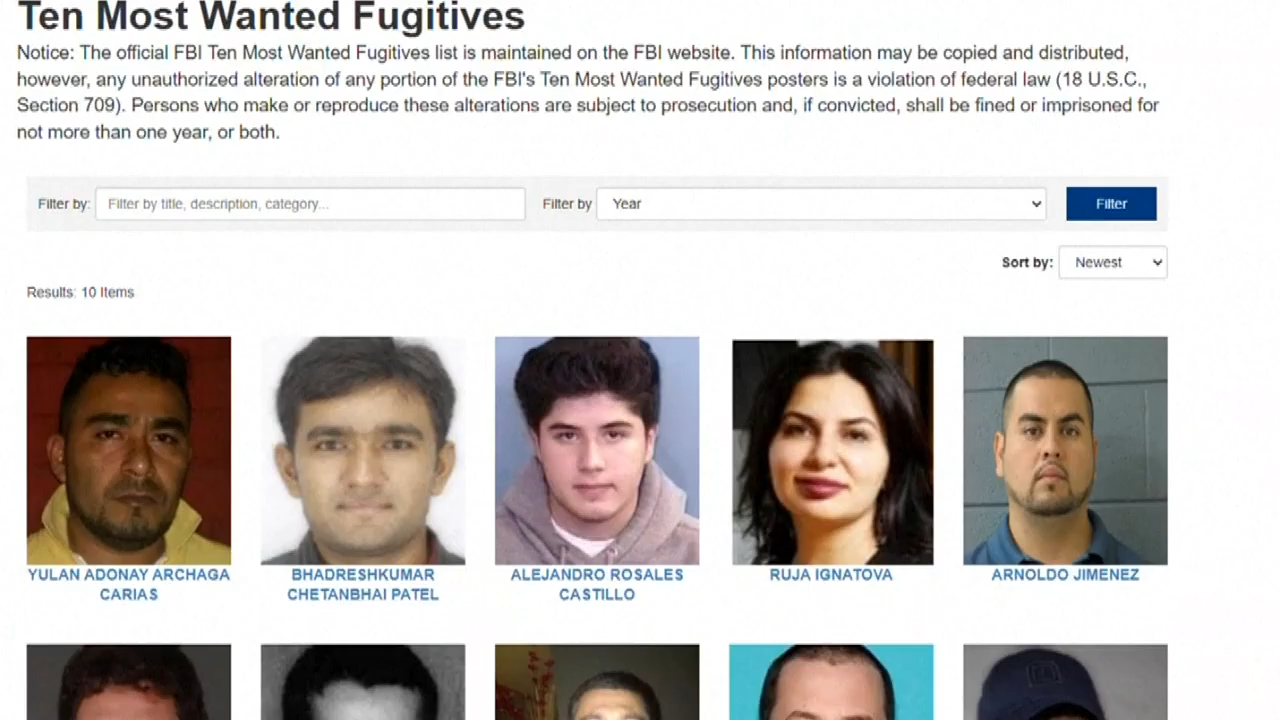 Ten Most Wanted Fugitives
Notice: The official FBI Ten Most Wanted Fugitives list is maintained on the FBI website. This information may be copied and distributed,
however, any unauthorized alteration of any portion of the FBI's Ten Most Wanted Fugitives posters is a violation of federal law (18 U.S.C.,
Section 709). Persons who make or reproduce these alterations are subject to prosecution and, if convicted, shall be fined or imprisoned for
not more than one year, or both.
Filter by: Filter by title, description, category... Filter by Year Filter
Sort by: Newest
Results: 10 Items
YULAN ADONAY ARCHAGA BHADRESHKUMAR ALEJANDRO ROSALES RUJA IGNATOVA ARNOLDO JIMENEZ
CARIAS CHETANBHAI PATEL CASTILLO